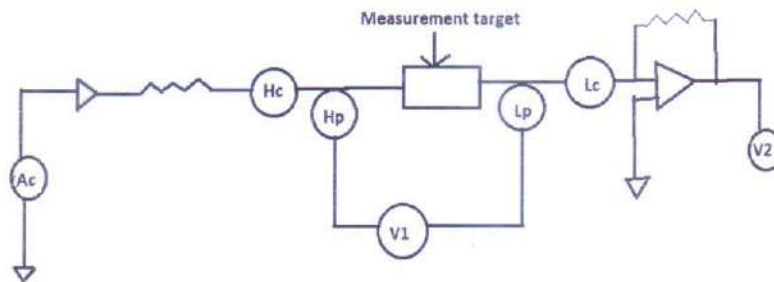 Measurement target
Hc
Lc
Hp
Lp
V2
Ac
V1